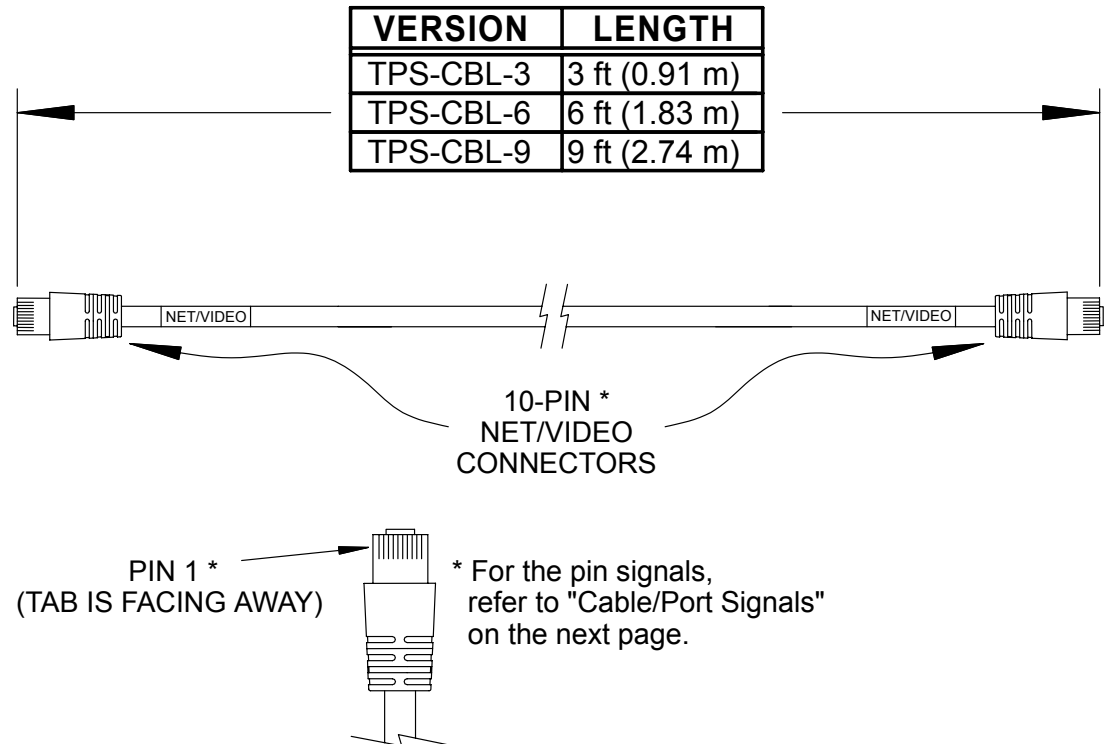 VERSION LENGTH
TPS-CBL-3 3 ft (0.91 m)
TPS-CBL-6 6 ft (1.83 m)
TPS-CBL-9 9 ft (2.74 m)
NET/VIDEO NET/VIDEO
10-PIN *
NET/VIDEO
CONNECTORS
PIN 1 *
(TAB IS FACING AWAY)
* For the pin signals,
refer to "Cable/Port Signals"
on the next page.